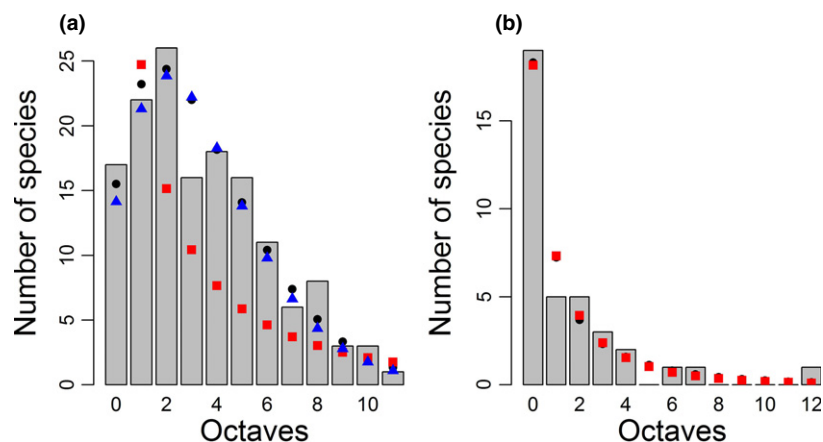 (a)
Number of species
0 5 10 15 20 25
0 2 4 6 8 10
Octaves
(b)
Number of species
0 5 10 15
0 2 4 6 8 10 12
Octaves